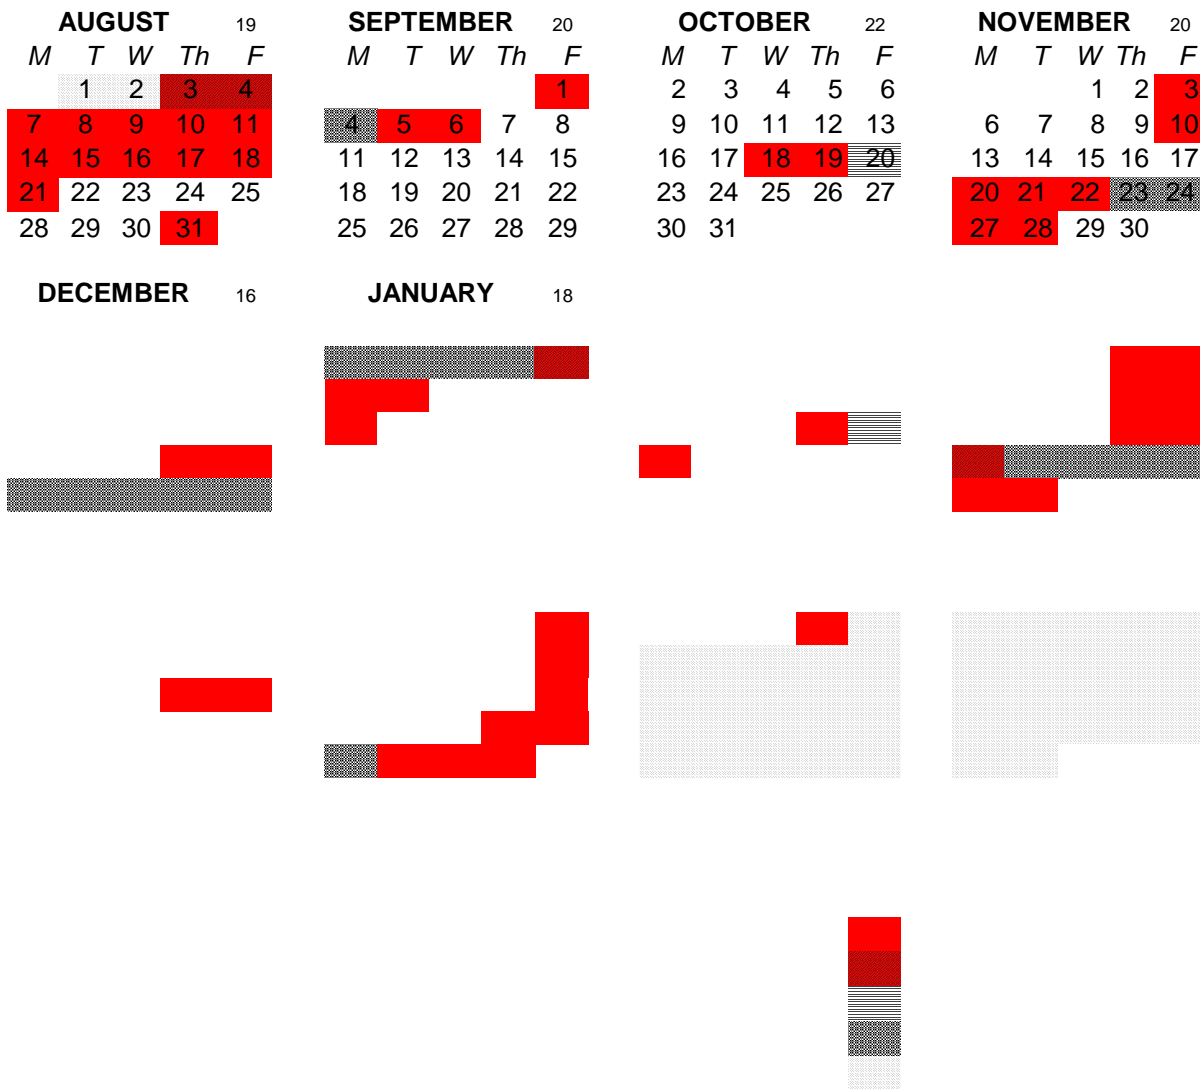 AUGUST 19 SEPTEMBER 20 OCTOBER 22 NOVEMBER 20
M T W Th F M T W Th F M T W Th F M T W Th F
1 2 3 4 1 2 3 4 5 6 1 2 3
7 8 9 10 11 4 5 6 7 8 9 10 11 12 13 6 7 8 9 10
14 15 16 17 18 11 12 13 14 15 16 17 18 19 20 13 14 15 16 17
21 22 23 24 25 18 19 20 21 22 23 24 25 26 27 20 21 22 23 24
28 29 30 31 25 26 27 28 29 30 31 27 28 29 30
DECEMBER 16 JANUARY 18